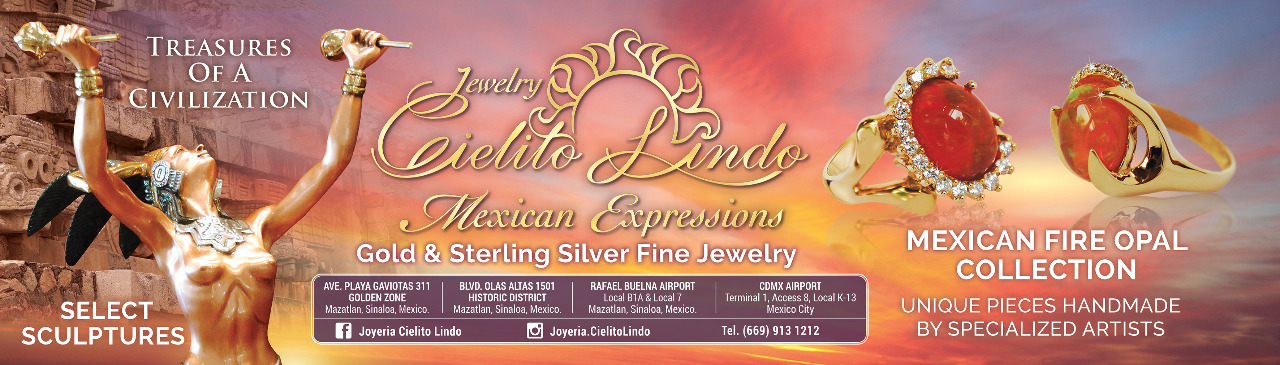 TREASURES
OF A
CIVILIZATION
SELECT
SCULPTURES
Jewelry
Cielito Lindo
Mexican Expressions
Gold & Sterling Silver Fine Jewelry
AVE. PLAYA GAVIOTAS 311
GOLDEN ZONE
Mazatlan, Sinaloa, Mexico.
BLVD. OLAS ALTAS 1501
HISTORIC DISTRICT
Mazatlan, Sinaloa, Mexico.
RAFAEL BUELNA AIRPORT
Local B1A & Local 7
Mazatlan, Sinaloa, Mexico.
CDMX AIRPORT
Terminal 1, Access 8, Local K-13
Mexico City
Joyeria Cielito Lindo
Joyeria.CielitoLindo
Tel. (669) 913 1212
MEXICAN FIRE OPAL
COLLECTION
UNIQUE PIECES HANDMADE
BY SPECIALIZED ARTISTS